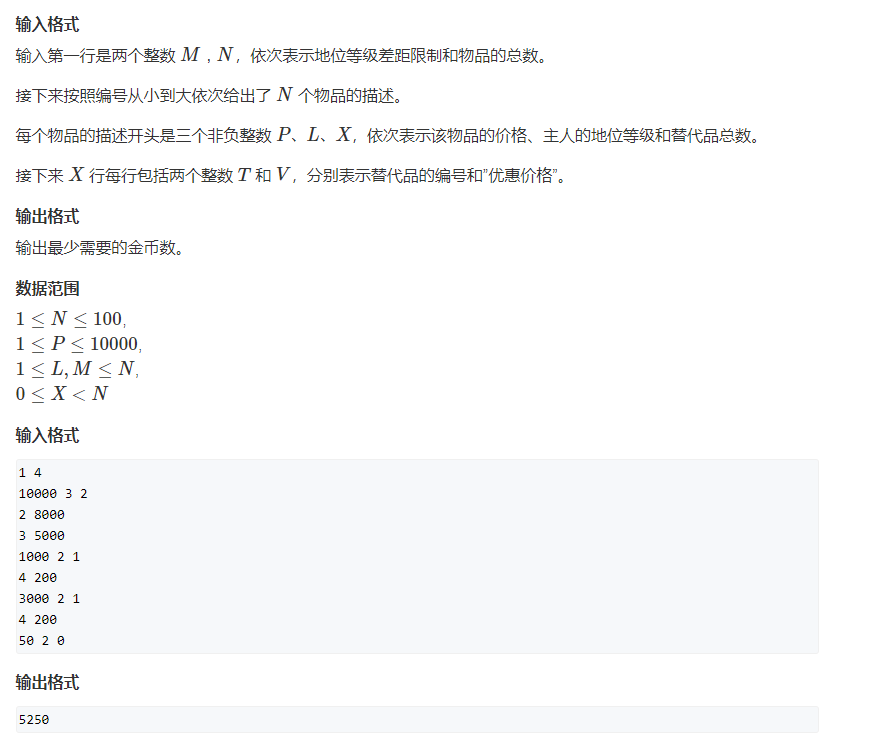 输入格式
输入第一行是两个整数 M , N，依次表示地位等级差距限制和物品的总数。
接下来按照编号从小到大依次给出了 N 个物品的描述。
每个物品的描述开头是三个非负整数 P、L、X，依次表示该物品的价格、主人的地位等级和替代品总数。
接下来 X 行每行包括两个整数 T 和 V，分别表示替代品的编号和”优惠价格”。
输出格式
输出最少需要的金币数。
数据范围
1 ≤ N ≤ 100,
1 ≤ P ≤ 10000,
1 ≤ L, M ≤ N,
0 ≤ X < N
输入格式
1 4
10000 3 2
2 8000
3 5000
1000 2 1
4 200
3000 2 1
4 200
50 2 0
输出格式
5250